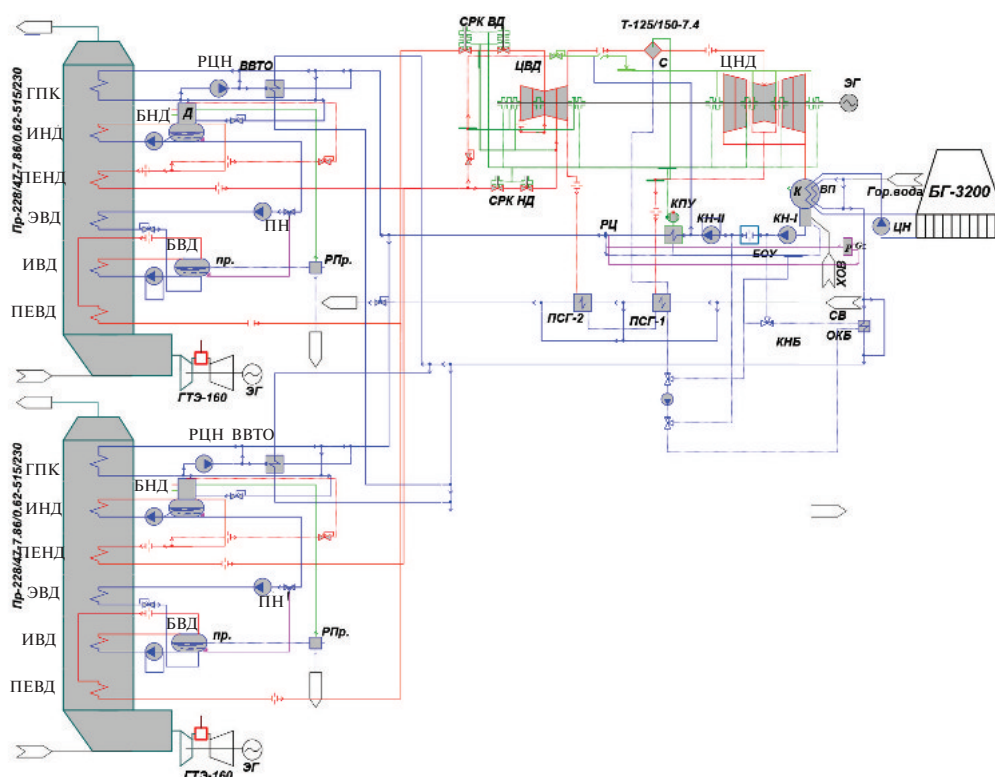 СРК ВД
Т-125/150-7.4
РЦН
ВВТО
ЦВД
С
ЦНД
ЭГ
Пр-228/47-7.86/0.62-515/230
ГПК
БНД
Д
ИНД
ПЕНД
СРК НД
К
ВП
Гор.вода
БГ-3200
ЭВД
ПН
КПУ
КН-II
КН-I
ЦН
РЦ
БОУ
ХОВ
БВД
пр.
РПр.
ИВД
ПЕВД
ПСГ-2
ПСГ-1
СВ
ОКБ
КНБ
ГТЭ-160
ЭГ
РЦН ВВТО
Пр-228/47-7.86/0.62-515/230
ГПК
БНД
ИНД
ПЕНД
ЭВД
ПН
БВД
пр.
РПр.
ИВД
ПЕВД
ГТЭ-160
ЭГ